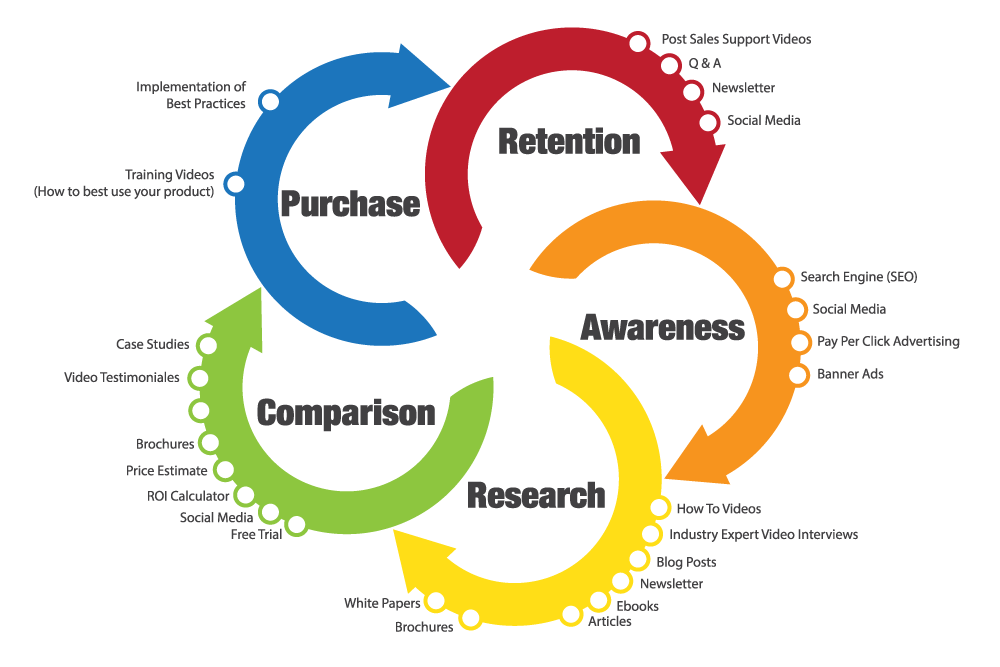 Retention
Post Sales Support Videos
Q & A
Newsletter
Social Media
Awareness
Search Engine (SEO)
Social Media
Pay Per Click Advertising
Banner Ads
Research
How To Videos
Industry Expert Video Interviews
Blog Posts
Newsletter
Ebooks
Articles
Brochures
White Papers
Comparison
Free Trial
Social Media
ROI Calculator
Price Estimate
Brochures
Video Testimoniales
Case Studies
Purchase
Training Videos
(How to best use your product)
Implementation of
Best Practices